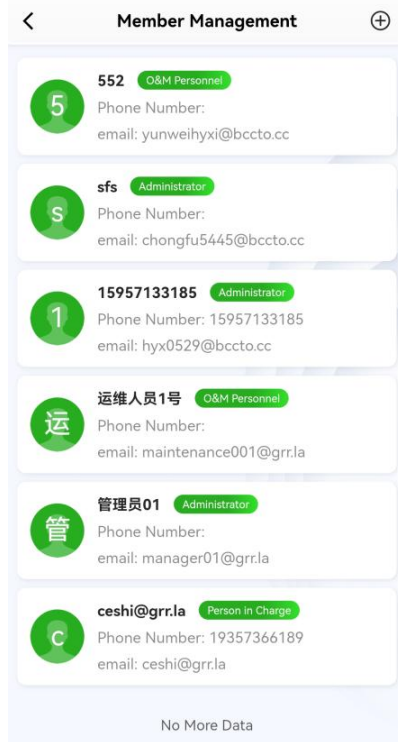 Member Management
5
552 O&M Personnel
Phone Number:
email: yunweihyxi@bccto.cc
s
sfs Administrator
Phone Number:
email: chongfu5445@bccto.cc
1
15957133185 Administrator
Phone Number: 15957133185
email: hyx0529@bccto.cc
运
运维人员1号 O&M Personnel
Phone Number:
email: maintenance001@grr.la
管
管理员01 Administrator
Phone Number:
email: manager01@grr.la
c
ceshi@grr.la Person in Charge
Phone Number: 19357366189
email: ceshi@grr.la
No More Data